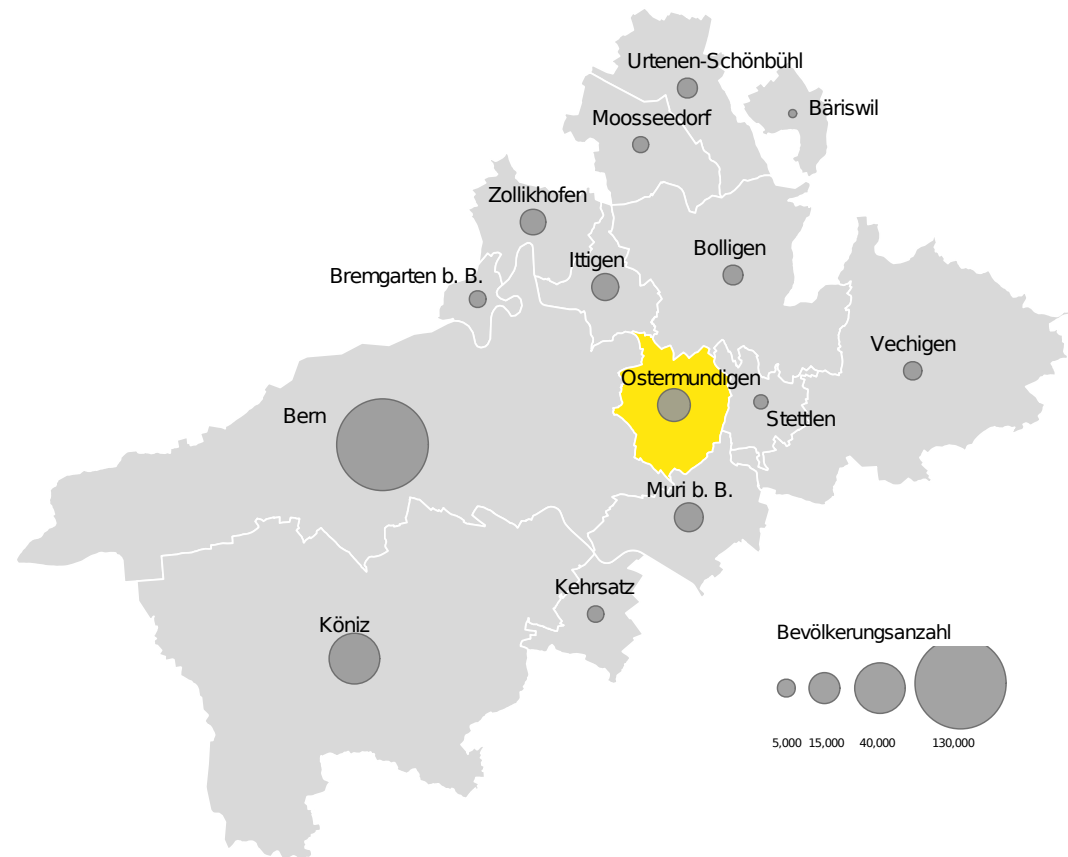 Urtenen-Schönbühl
Bäriswil
Moosseedorf
Zollikhofen
Bolligen
Ittigen
Bremgarten b. B.
Vechigen
Ostermundigen
Bern
Stettlen
Muri b. B.
Kehrsatz
Köniz
Bevölkerungsanzahl
5,000 15,000 40,000 130,000